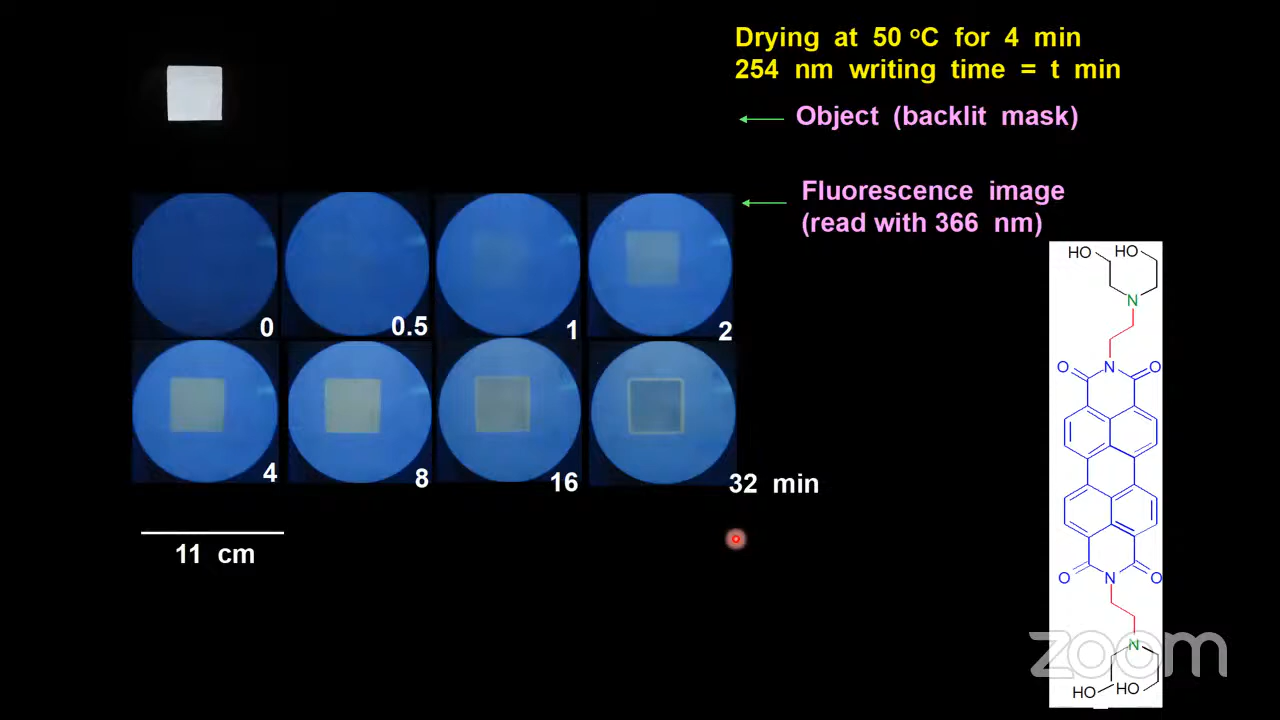 Drying at 50 ºC for 4 min
254 nm writing time = t min
Object (backlit mask)
Fluorescence image
(read with 366 nm)
0
0.5
1
2
4
8
16
32 min
11 cm
HO HO
N
O N O
O N O
N
HO HO
zoom